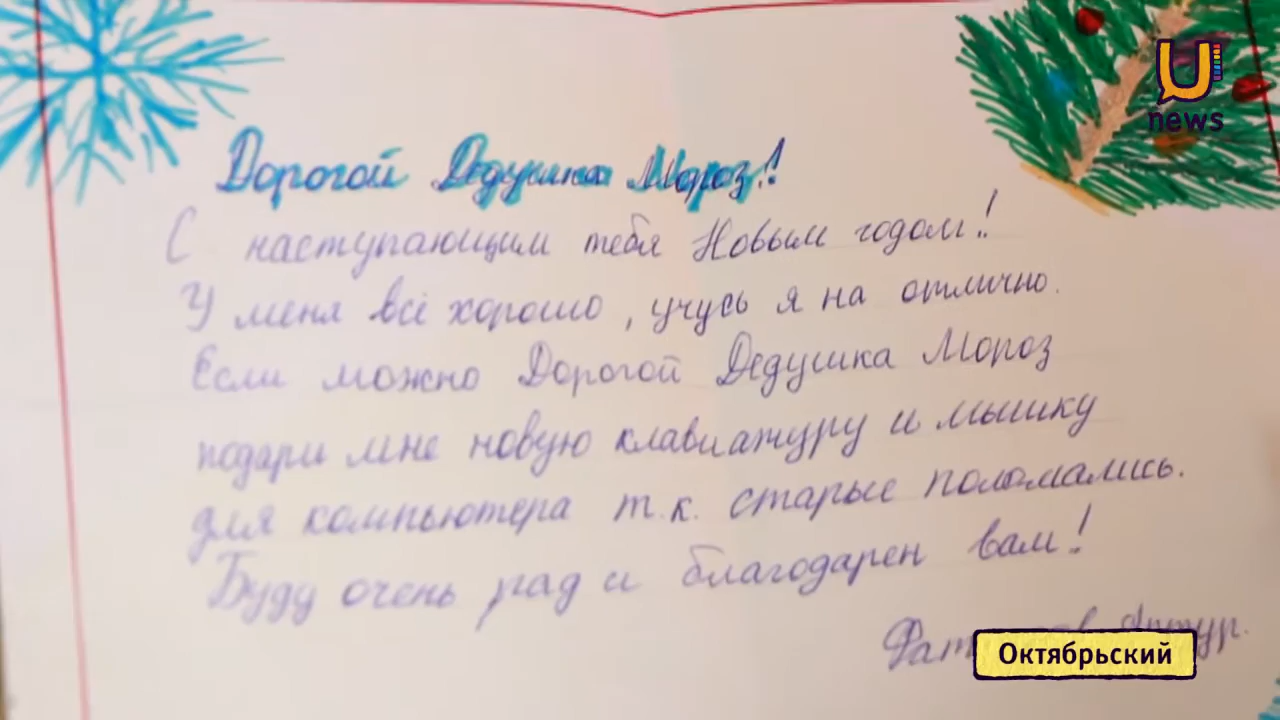 U
news
Дорогой Дедушка Мороз!
С наступающим тебя Новым годом!
У меня всё хорошо, учусь я на отлично.
Если можно Дорогой Дедушка Мороз
подари мне новую клавиатуру и мышку
для компьютера т.к. старые поломались.
Буду очень рад и благодарен вам!
Артур.
Октябрьский